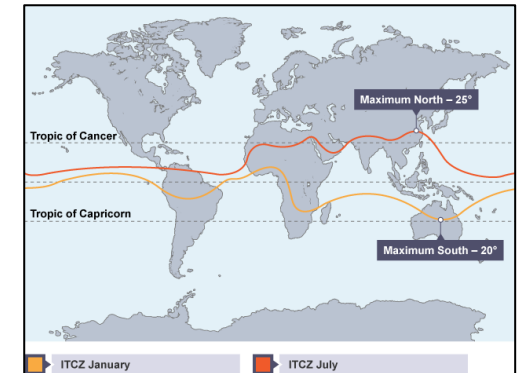 Maximum North – 25°
Tropic of Cancer
Tropic of Capricorn
Maximum South – 20°
ITCZ January
ITCZ July